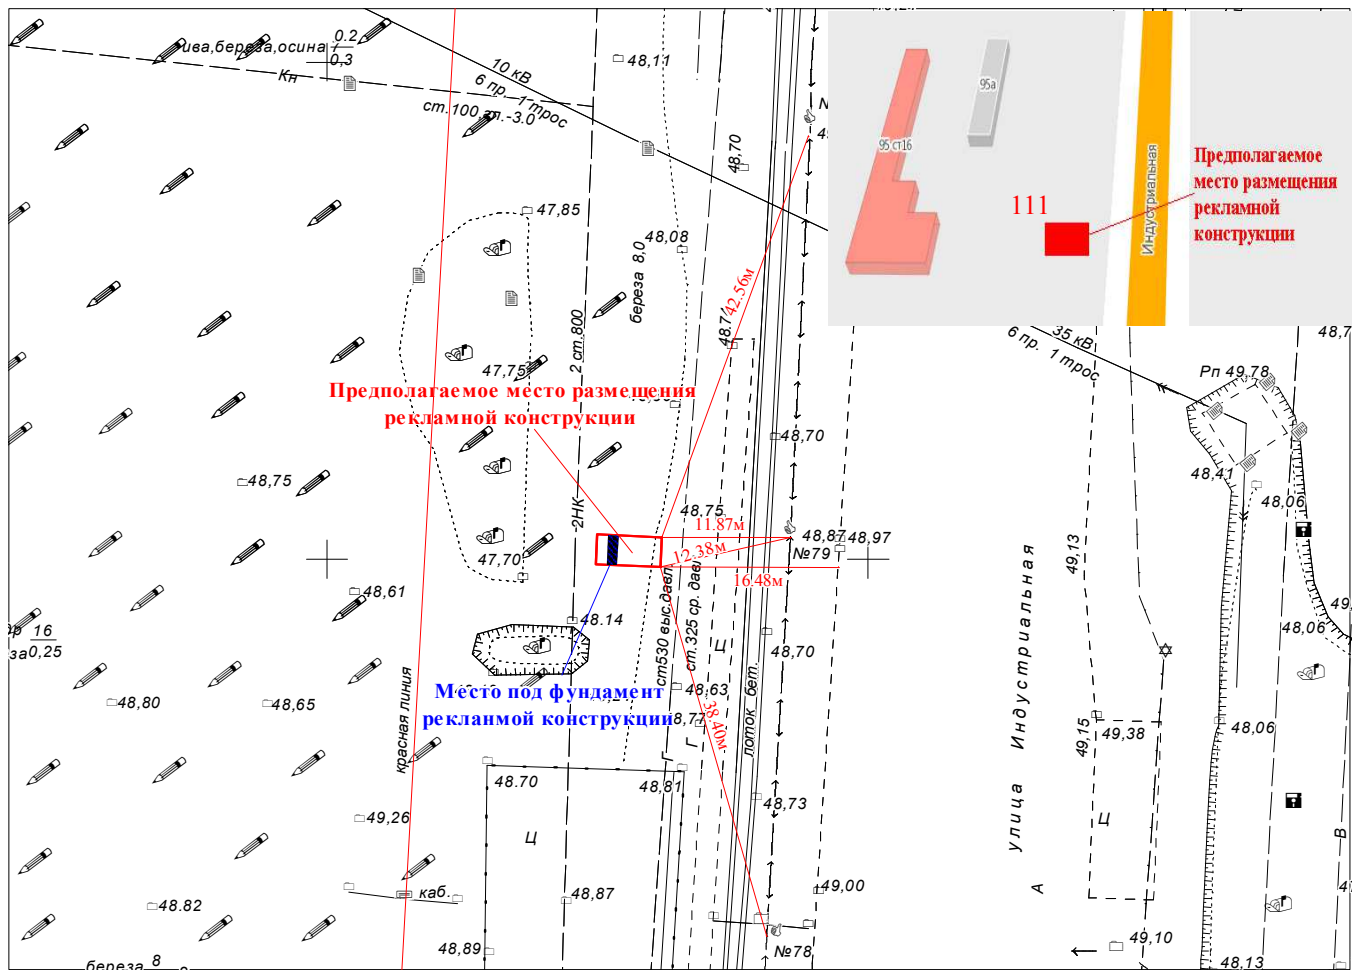 ива,береза,осина 0.2
0,3
Кн
10 кВ
6 пр. 1 трос
ст.100
-3.0
48,11
48,70
47,85
48,08
береза 8,0
2 ст.800
47,75
42.56м
Предполагаемое место размещения
рекламной конструкции
48,70
48,75
48,75
2НК
11.87м
12.38м
16.48м
48,87
48,97
№79
47,70
48,61
48.14
16
0,25
за
ст530 выс.давл.
ст.325 ср. давл.
Ц
48,70
лоток бет.
48,63
48,77
38.40м
Место под фундамент
рекланмой конструкции
48,80
48,65
красная линия
Г
Г
48.70
48,81
48,73
49,26
Ц
каб.
48,87
49,00
48.82
48,89
№78
береза 8
95 ст16
95а
111
Индустриальная
Предполагаемое
место размещения
рекламной
конструкции
35 кВ
6 пр. 1 трос
Рп 49,78
48,41
48,06
49,13
48,06
улица Индустриальная
49,15
49,38
48,06
Ц
А
В
49,10
48,13